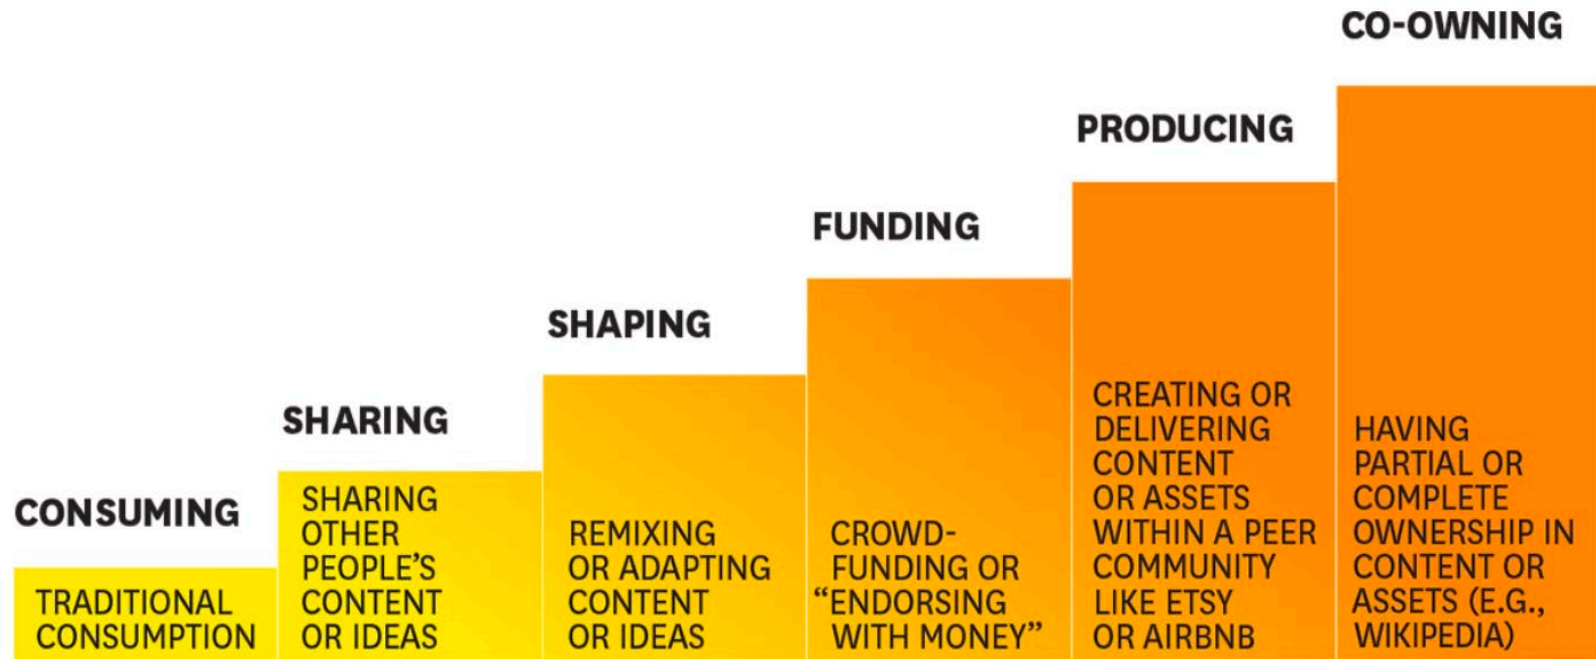 CONSUMING
TRADITIONAL
CONSUMPTION
SHARING
SHARING
OTHER
PEOPLE’S
CONTENT
OR IDEAS
SHAPING
REMIXING
OR ADAPTING
CONTENT
OR IDEAS
FUNDING
CROWD-
FUNDING OR
“ENDORSING
WITH MONEY”
PRODUCING
CREATING OR
DELIVERING
CONTENT
OR ASSETS
WITHIN A PEER
COMMUNITY
LIKE ETSY
OR AIRBNB
CO-OWNING
HAVING
PARTIAL OR
COMPLETE
OWNERSHIP IN
CONTENT OR
ASSETS (E.G.,
WIKIPEDIA)